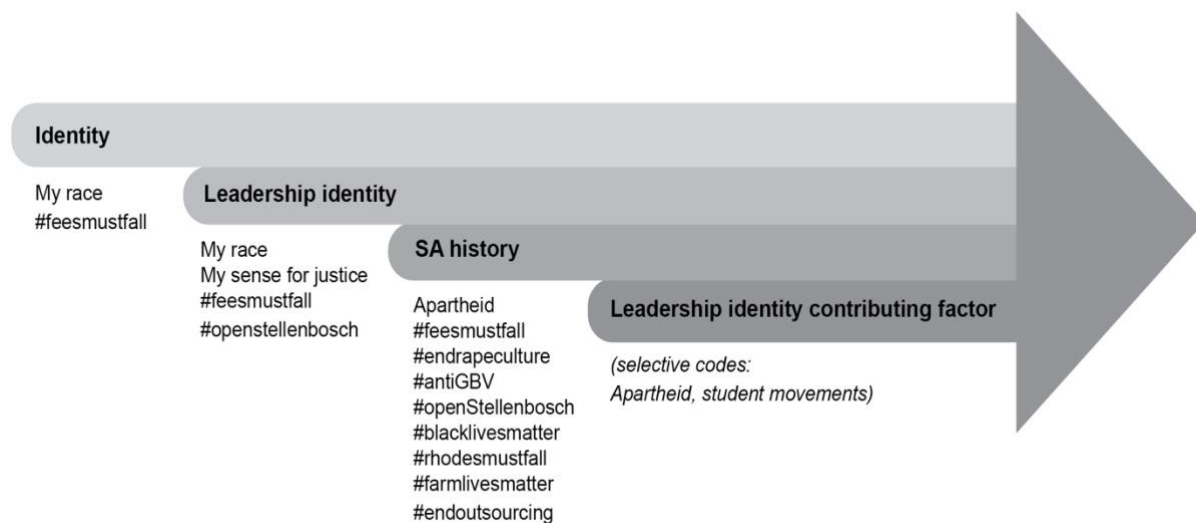 Identity
My race
#feesmustfall
Leadership identity
My race
My sense for justice
#feesmustfall
#openstellenbosch
SA history
Apartheid
#feesmustfall
#endrapeculture
#antiGBV
#openStellenbosch
#blacklivesmatter
#rhodesmustfall
#farmlivesmatter
#endoutsourcing
Leadership identity contributing factor
(selective codes:
Apartheid, student movements)